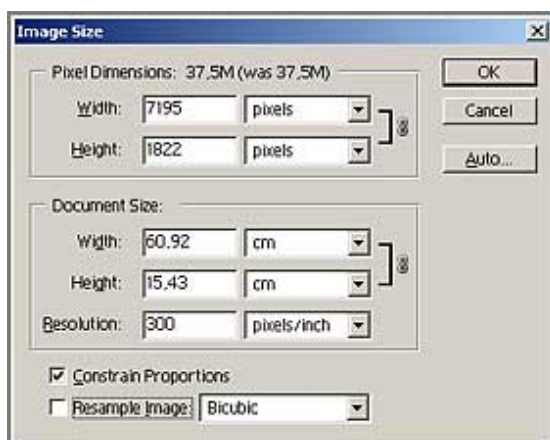 Image Size
Pixel Dimensions: 37,5M (was 37,5M)
OK
Width: 7195 pixels
Cancel
Height: 1822 pixels
Auto...
Document Size:
Width: 60,92 cm
Height: 15,43 cm
Resolution: 300 pixels/inch
Constrain Proportions
Resample Image: Bicubic